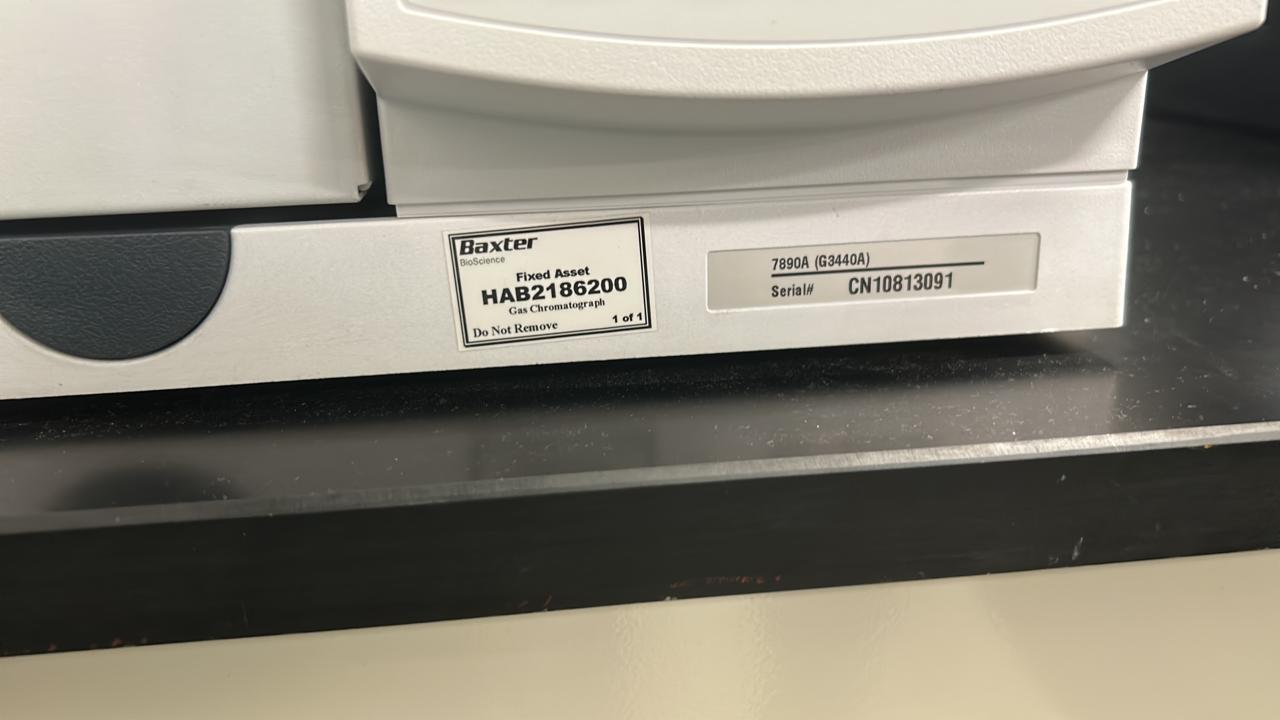 Baxter
BioScience
Fixed Asset
HAB2186200
Gas Chromatograph
Do Not Remove 1 of 1
7890A (G3440A)
Serial# CN10813091